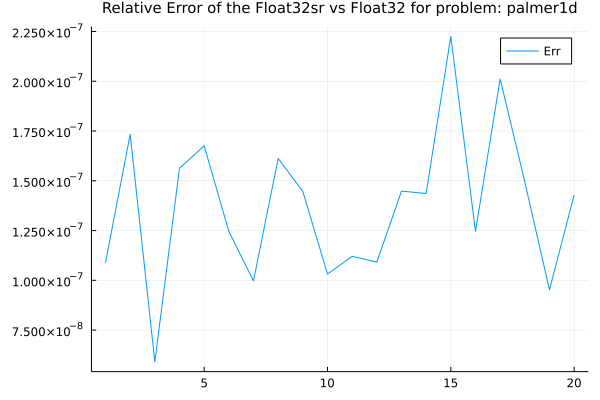 Relative Error of the Float32sr vs Float32 for problem: palmer1d
Err
2.250×10⁻⁷
2.000×10⁻⁷
1.750×10⁻⁷
1.500×10⁻⁷
1.250×10⁻⁷
1.000×10⁻⁷
7.500×10⁻⁸
5 10 15 20